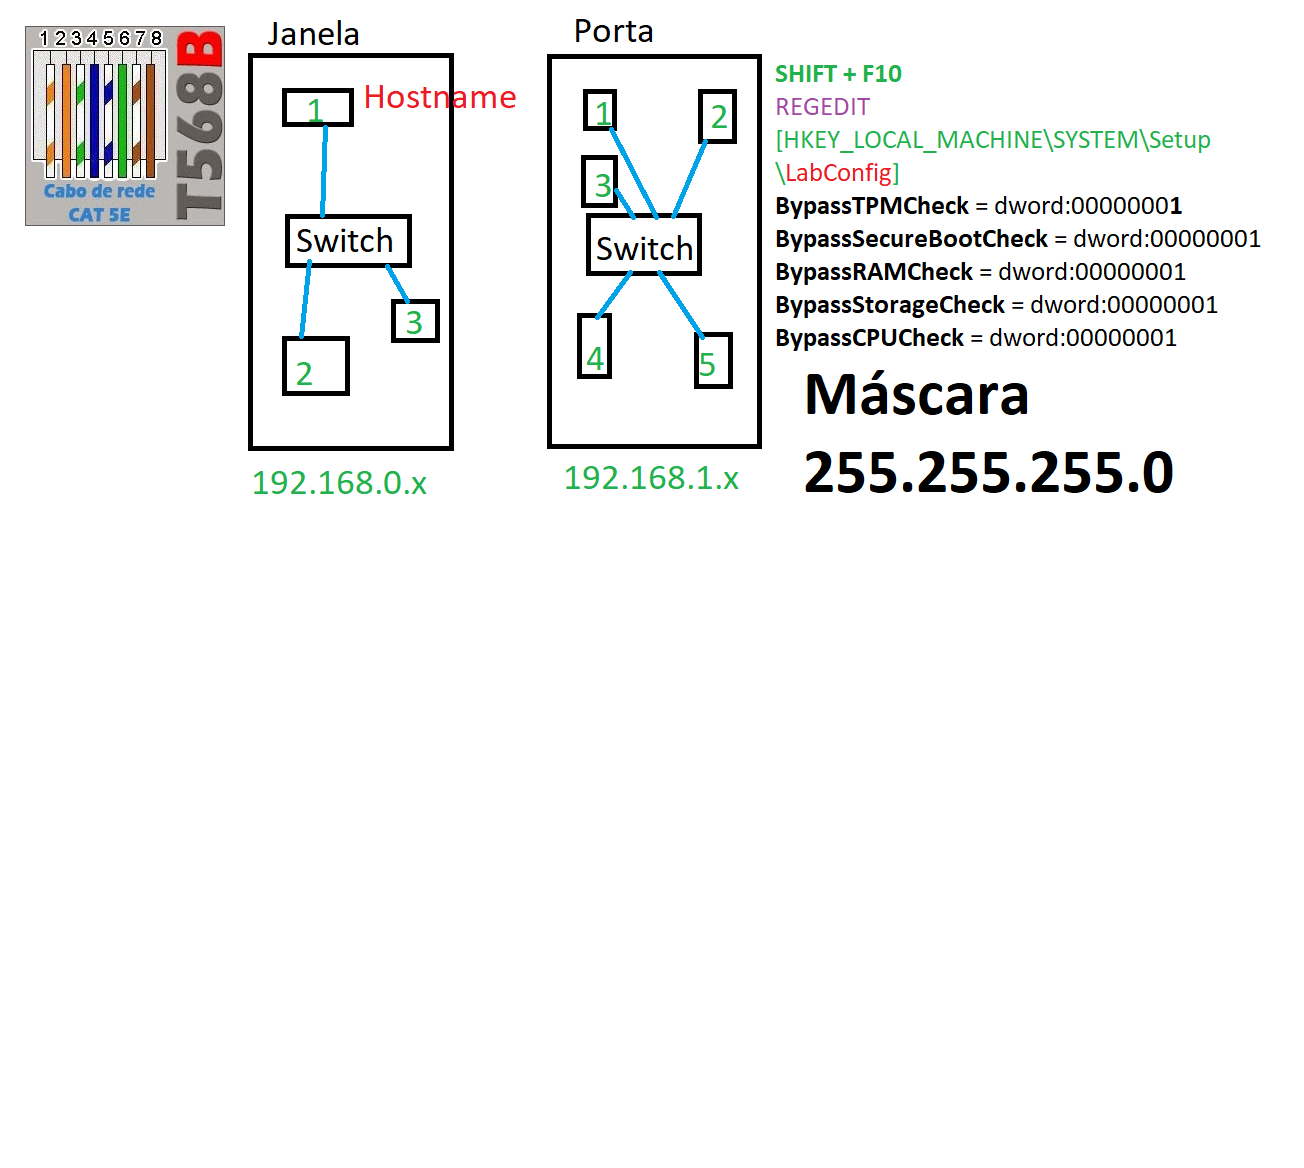 1 2 3 4 5 6 7 8
T568B
Cabo de rede
CAT 5E
Janela
1
Hostname
Switch
2
3
192.168.0.x
Porta
1
2
3
Switch
4
5
192.168.1.x
SHIFT + F10
REGEDIT
[HKEY_LOCAL_MACHINE\SYSTEM\Setup
\LabConfig]
BypassTPMCheck = dword:00000001
BypassSecureBootCheck = dword:00000001
BypassRAMCheck = dword:00000001
BypassStorageCheck = dword:00000001
BypassCPUCheck = dword:00000001
Máscara
255.255.255.0